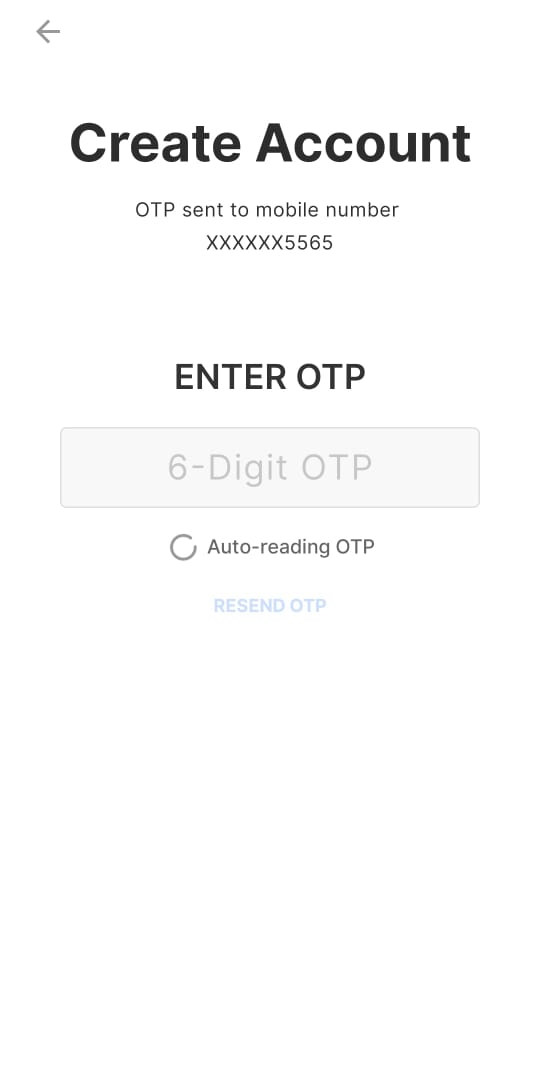 Create Account
OTP sent to mobile number
XXXXXX5565
ENTER OTP
6-Digit OTP
Auto-reading OTP
RESEND OTP